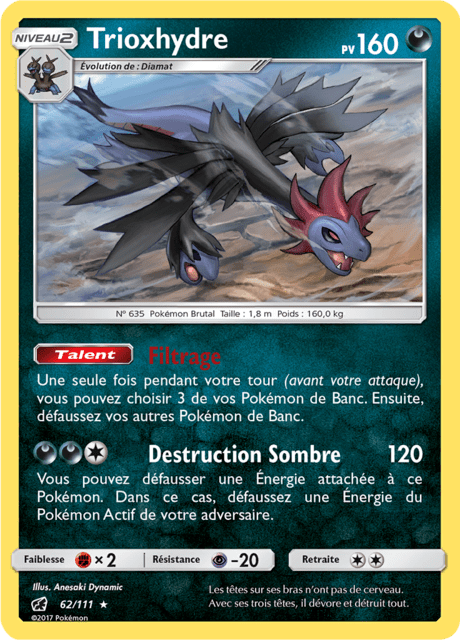 NIVEAU2
Trioxhydre
PV160
Évolution de : Diamat
Nº 635 Pokémon Brutal Taille : 1,8 m Poids : 160,0 kg
Talent Filtrage
Une seule fois pendant votre tour (avant votre attaque),
vous pouvez choisir 3 de vos Pokémon de Banc. Ensuite,
défaussez vos autres Pokémon de Banc.
Destruction Sombre 120
Vous pouvez défausser une Énergie attachée à ce
Pokémon. Dans ce cas, défaussez une Énergie du
Pokémon Actif de votre adversaire.
Faiblesse ×2 Résistance -20 Retraite
Illus. Anesaki Dynamic
62/111 ★
©2017 Pokémon
Les têtes sur ses bras n'ont pas de cerveau.
Avec ses trois têtes, il dévore et détruit tout.